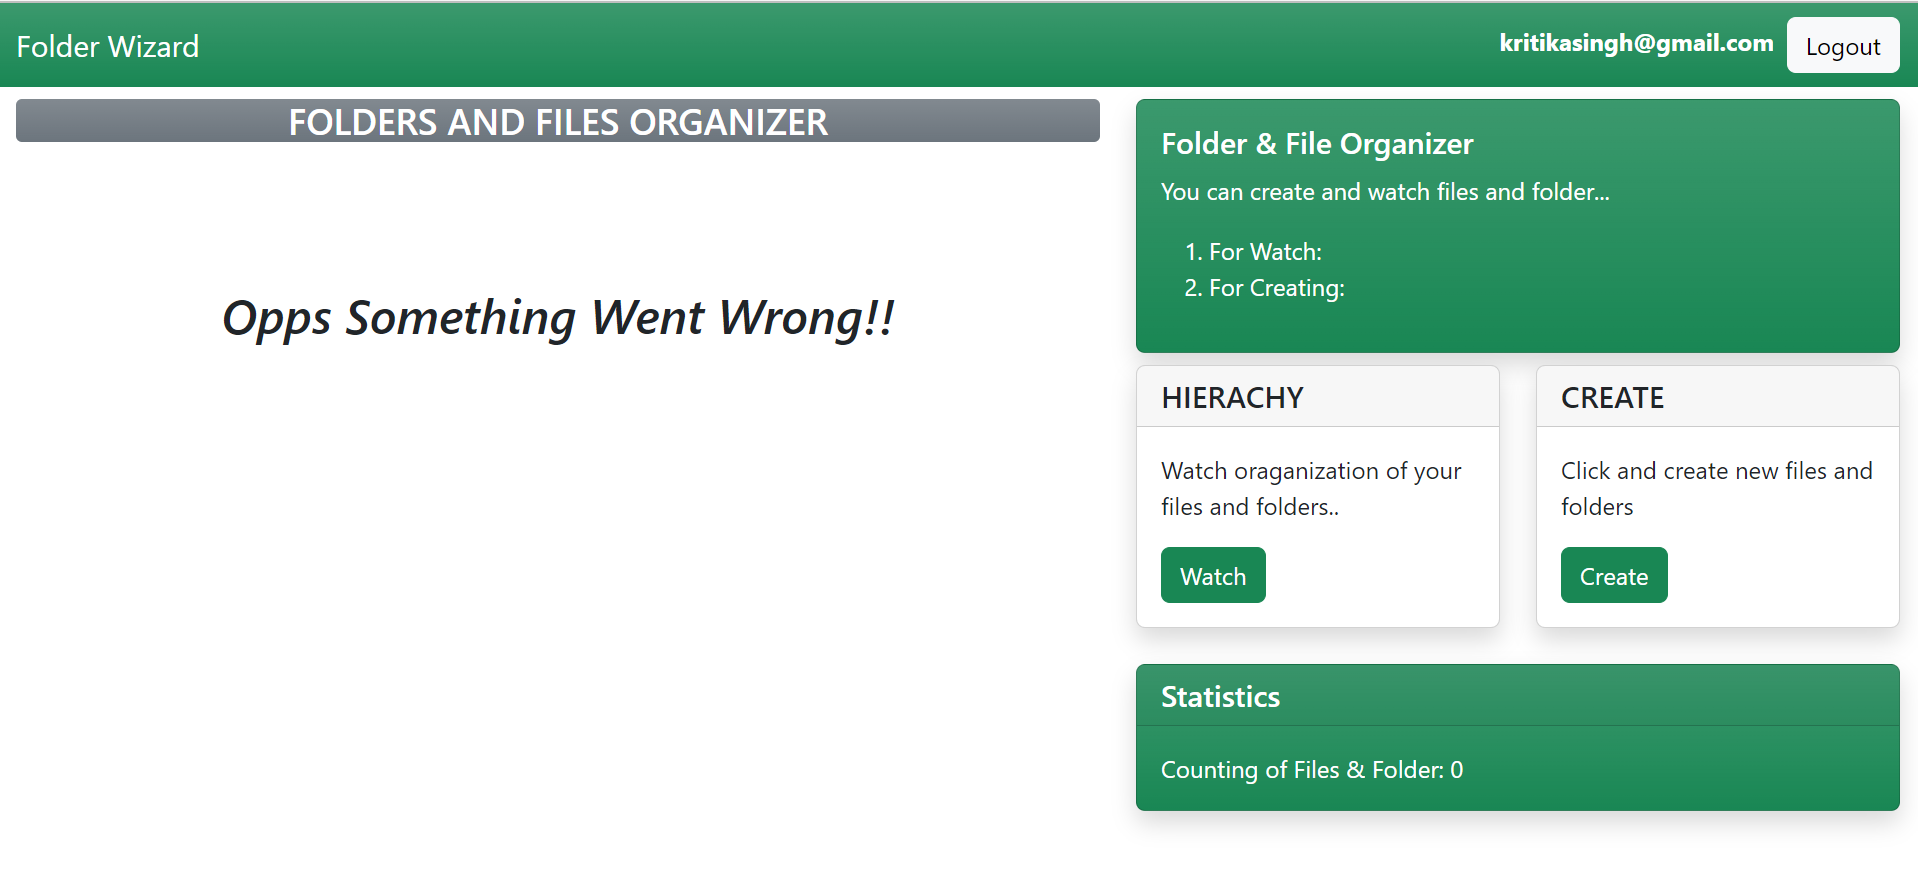 Folder Wizard
kritikasingh@gmail.com
Logout
FOLDERS AND FILES ORGANIZER
Opps Something Went Wrong!!
Folder & File Organizer
You can create and watch files and folder...
1. For Watch:
2. For Creating:
HIERACHY
Watch oraganization of your
files and folders..
Watch
CREATE
Click and create new files and
folders
Create
Statistics
Counting of Files & Folder: 0